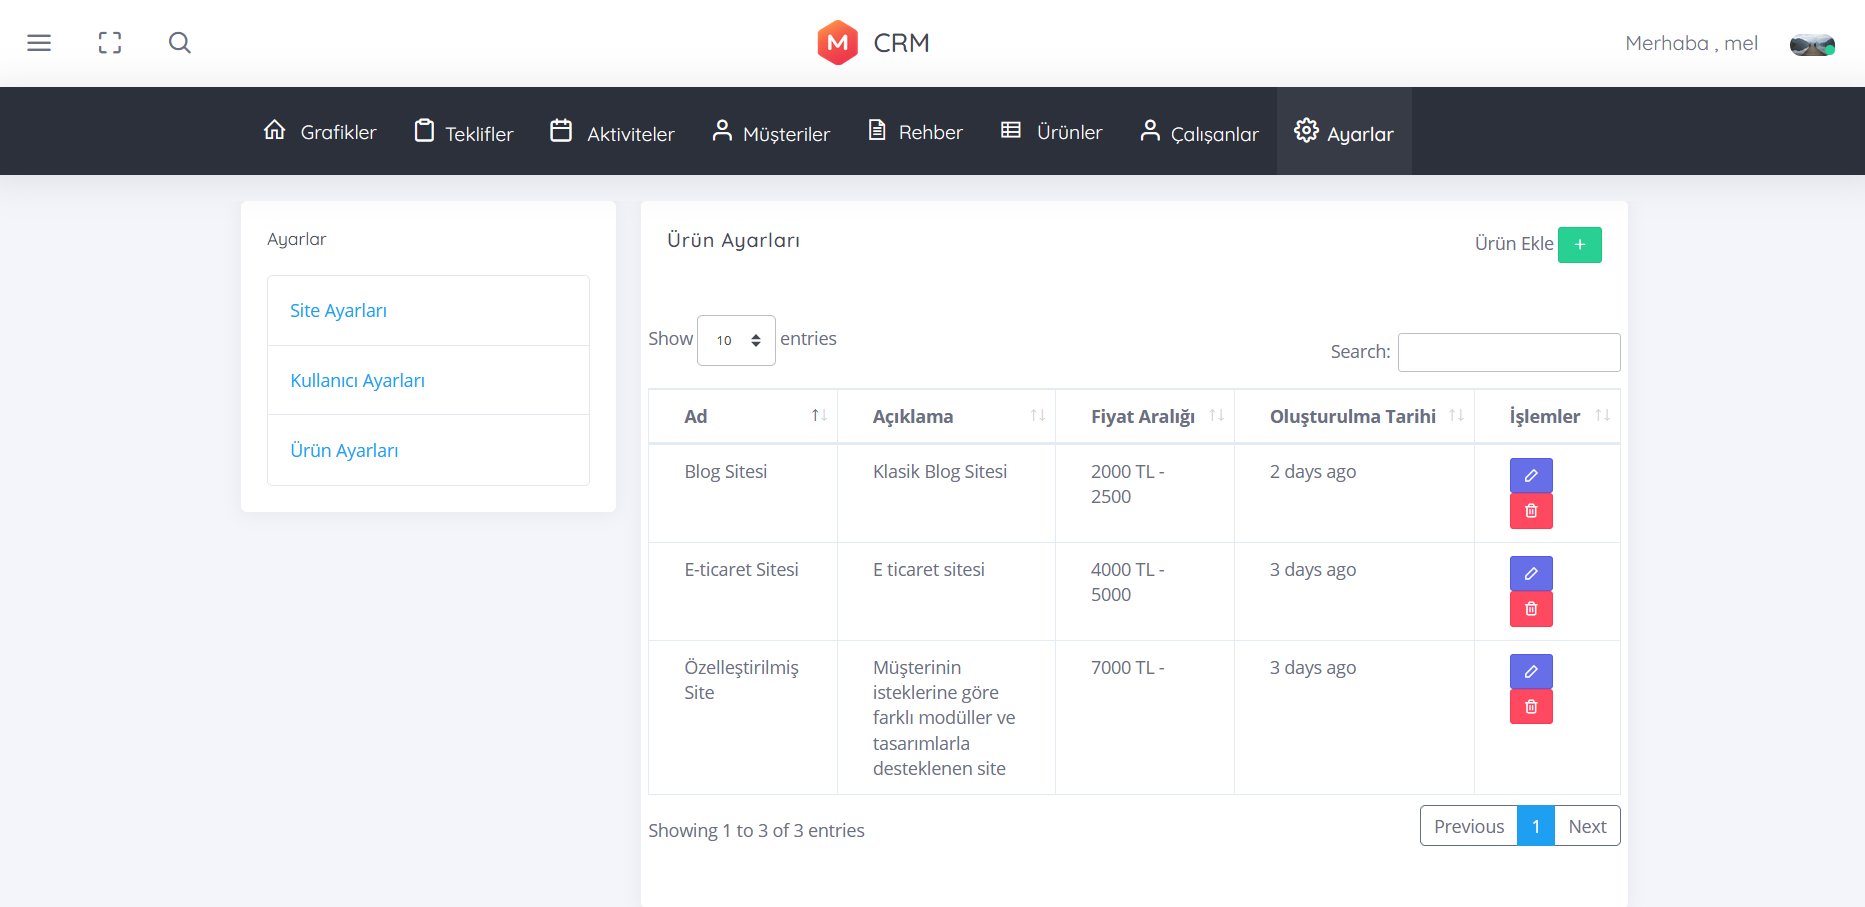 M CRM
Merhaba , mel
Grafikler Teklifler Aktiviteler Müşteriler Rehber Ürünler Çalışanlar Ayarlar
Ayarlar
Site Ayarları
Kullanıcı Ayarları
Ürün Ayarları
Ürün Ayarları
Ürün Ekle +
Show 10 entries
Search:
Ad Açıklama Fiyat Aralığı Oluşturulma Tarihi İşlemler
Blog Sitesi Klasik Blog Sitesi 2000 TL - 2 days ago
2500
E-ticaret Sitesi E ticaret sitesi 4000 TL - 3 days ago
5000
Özelleştirilmiş Müşterinin 7000 TL - 3 days ago
Site isteklerine göre
farklı modüller ve
tasarımlarla
desteklenen site
Showing 1 to 3 of 3 entries
Previous 1 Next